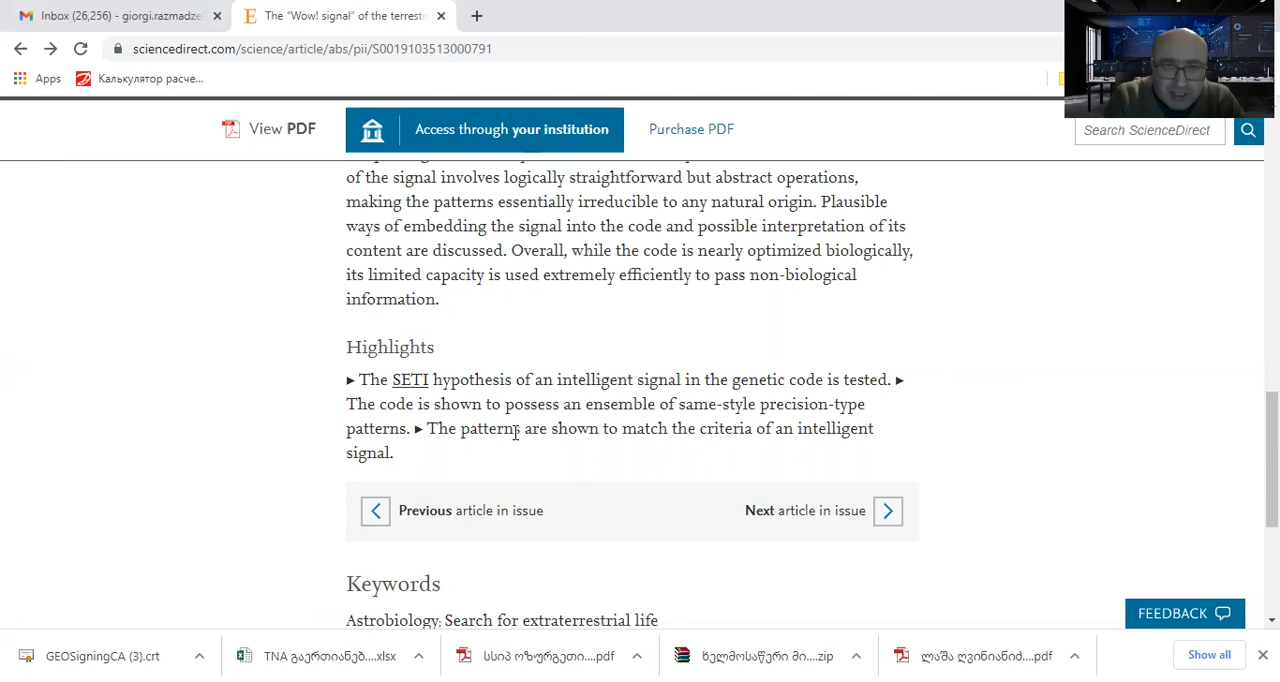 Inbox (26,256) - giorgi.razmadze
The “Wow! signal” of the terrestr
sciencedirect.com/science/article/abs/pii/S0019103513000791
Apps
Калькулятор расче...
View PDF
Access through your institution
Purchase PDF
Search ScienceDirect
of the signal involves logically straightforward but abstract operations,
making the patterns essentially irreducible to any natural origin. Plausible
ways of embedding the signal into the code and possible interpretation of its
content are discussed. Overall, while the code is nearly optimized biologically,
its limited capacity is used extremely efficiently to pass non-biological
information.
Highlights
▸ The SETI hypothesis of an intelligent signal in the genetic code is tested. ▸
The code is shown to possess an ensemble of same-style precision-type
patterns. ▸ The patterns are shown to match the criteria of an intelligent
signal.
Previous article in issue
Next article in issue
Keywords
Astrobiology; Search for extraterrestrial life
FEEDBACK
GEOSigningCA (3).crt
TNA გაერთიანებ....xlsx
სსიპ ოზურგეთი....pdf
ხელმოსაწერი მი....zip
ლაშა ღვინიანიძ....pdf
Show all